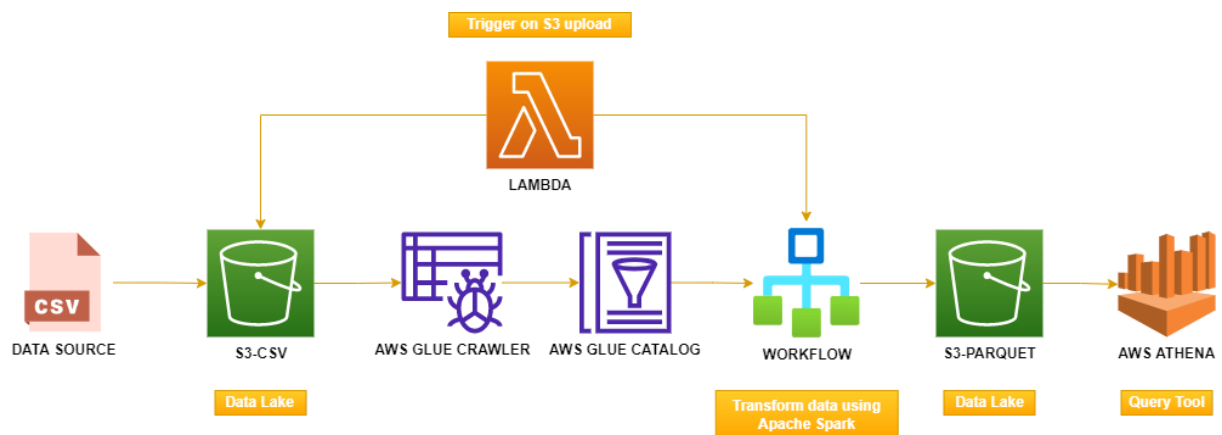 Trigger on S3 upload
LAMBDA
CSV
DATA SOURCE
S3-CSV
AWS GLUE CRAWLER
AWS GLUE CATALOG
WORKFLOW
S3-PARQUET
AWS ATHENA
Data Lake
Transform data using
Apache Spark
Data Lake
Query Tool